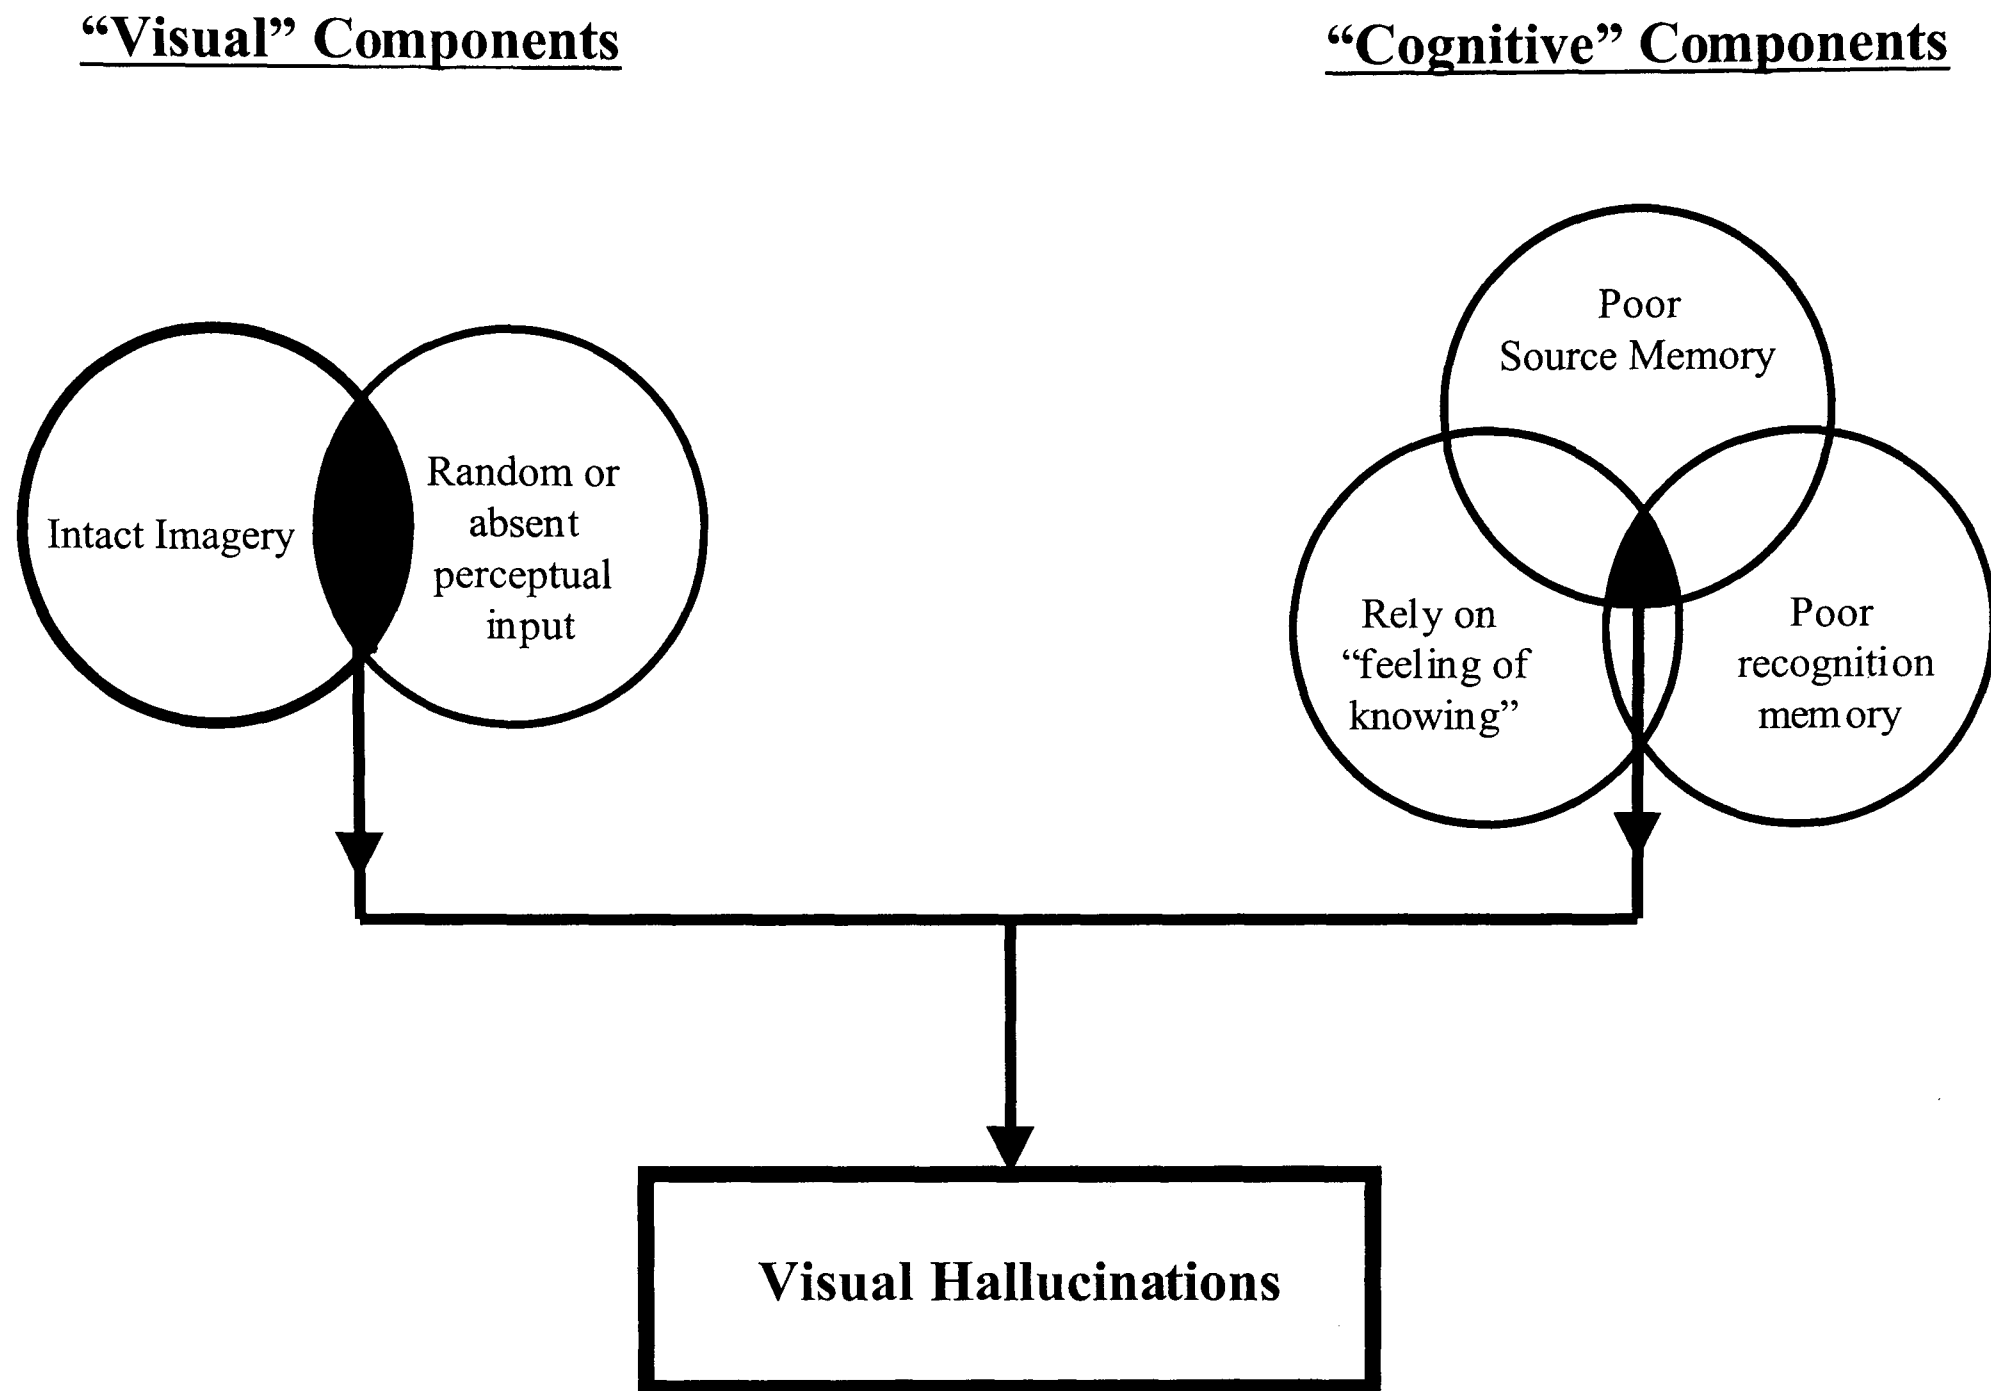 “Visual” Components
“Cognitive” Components
Poor
Source Memory
Intact Imagery
Random or
absent
perceptual
input
Rely on
“feeling of
knowing”
Poor
recognition
memory
Visual Hallucinations